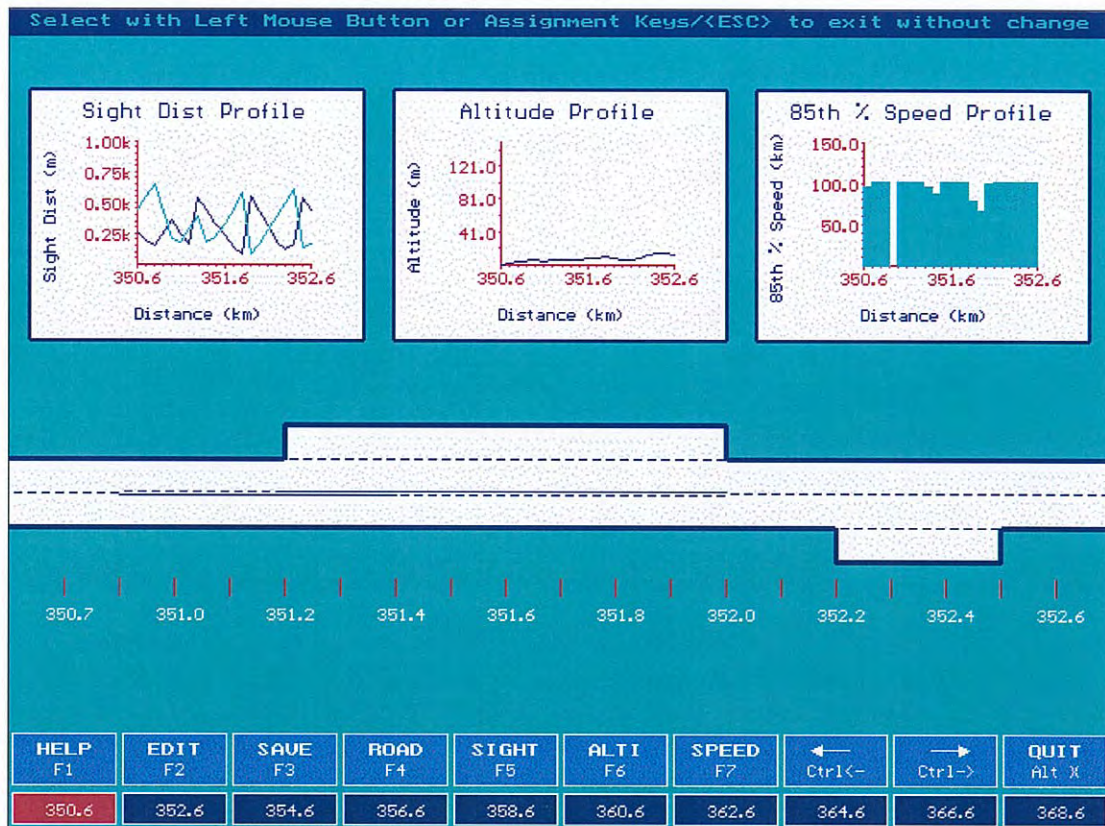 Select with Left Mouse Button or Assignment Keys/<ESC> to exit without change
Sight Dist Profile
Sight Dist (m)
1.00k
0.75k
0.50k
0.25k
350.6 351.6 352.6
Distance (km)
Altitude Profile
Altitude (m)
121.0
81.0
41.0
350.6 351.6 352.6
Distance (km)
85th % Speed Profile
85th % Speed (km)
150.0
100.0
50.0
350.6 351.6 352.6
Distance (km)
350.7 351.0 351.2 351.4 351.6 351.8 352.0 352.2 352.4 352.6
HELP EDIT SAVE ROAD SIGHT ALTI SPEED ← → QUIT
F1 F2 F3 F4 F5 F6 F7 Ctrl<- Ctrl-> Alt X
350.6 352.6 354.6 356.6 358.6 360.6 362.6 364.6 366.6 368.6